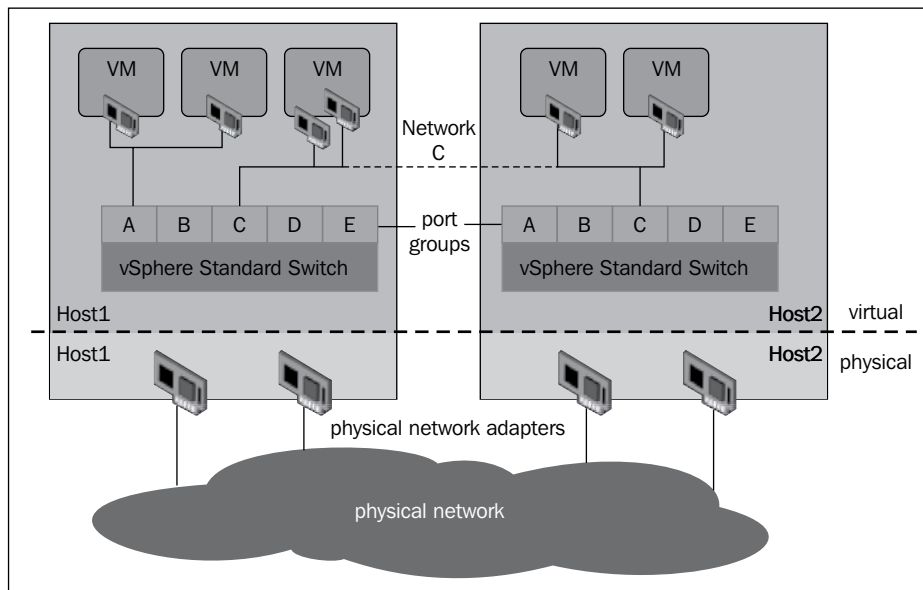 VM
VM
VM
VM
VM
Network
C
A B C D E
port
groups
A B C D E
vSphere Standard Switch
vSphere Standard Switch
Host1
Host2
virtual
Host1
Host2
physical
physical network adapters
physical network